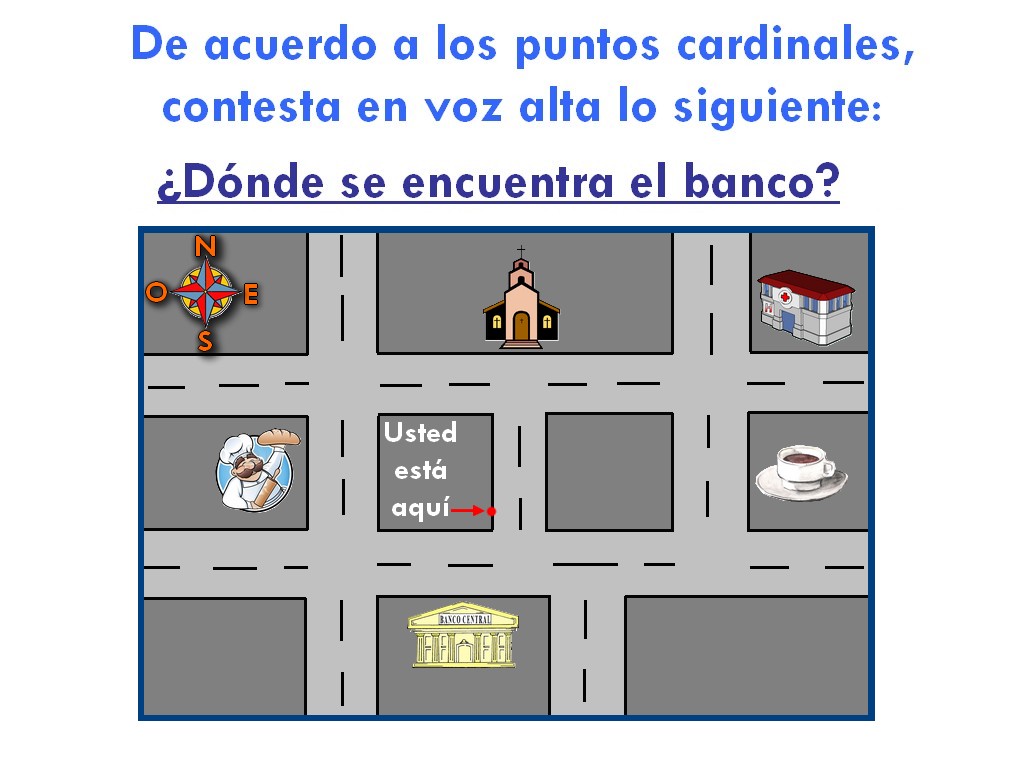 De acuerdo a los puntos cardinales,
contesta en voz alta lo siguiente:
¿Dónde se encuentra el banco?
N
O E
S
H
Usted
está
aquí
BANCO CENTRAL